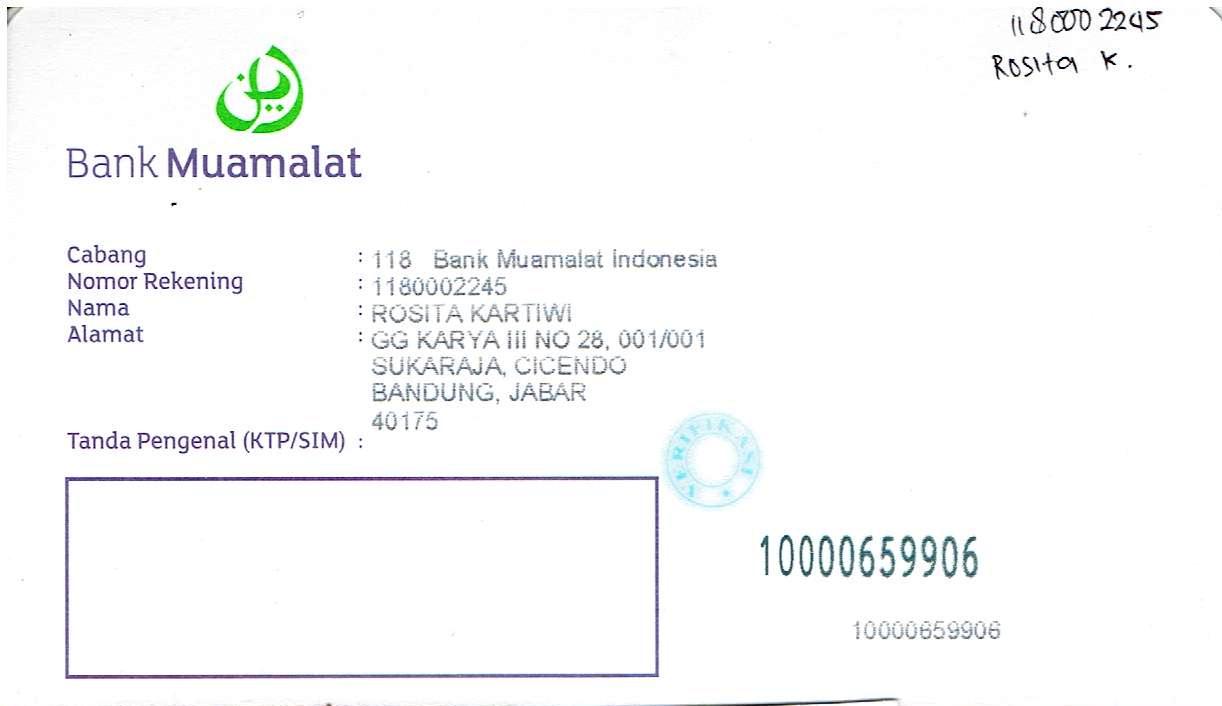 1180002245
Rosita K.
Bank Muamalat
Cabang : 118 Bank Muamalat Indonesia
Nomor Rekening : 1180002245
Nama : ROSITA KARTIWI
Alamat : GG KARYA III NO 28, 001/001
SUKARAJA, CICENDO
BANDUNG, JABAR
40175
Tanda Pengenal (KTP/SIM) :
VERIFIKASI
10000659906
10000659906